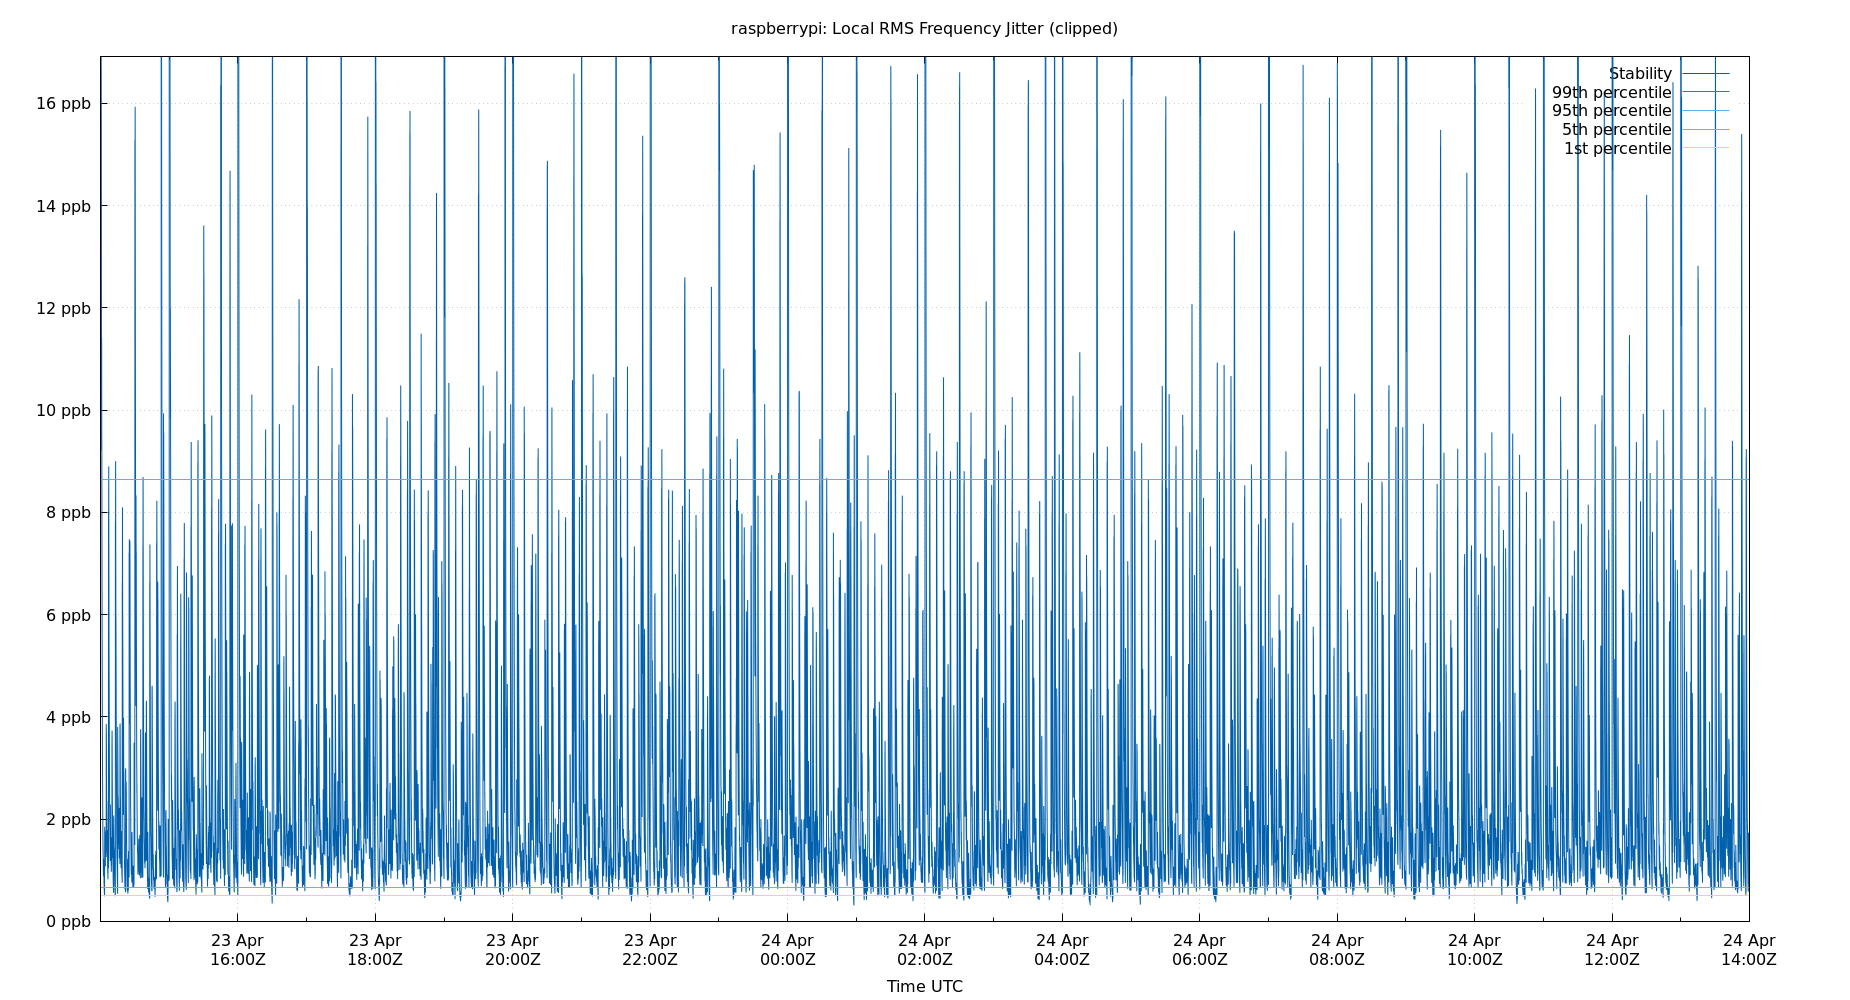 raspberrypi: Local RMS Frequency Jitter (clipped)
Stability
99th percentile
95th percentile
5th percentile
1st percentile
16 ppb
14 ppb
12 ppb
10 ppb
8 ppb
6 ppb
4 ppb
2 ppb
0 ppb
23 Apr 23 Apr 23 Apr 23 Apr 24 Apr 24 Apr 24 Apr 24 Apr 24 Apr 24 Apr 24 Apr 24 Apr
16:00Z 18:00Z 20:00Z 22:00Z 00:00Z 02:00Z 04:00Z 06:00Z 08:00Z 10:00Z 12:00Z 14:00Z
Time UTC